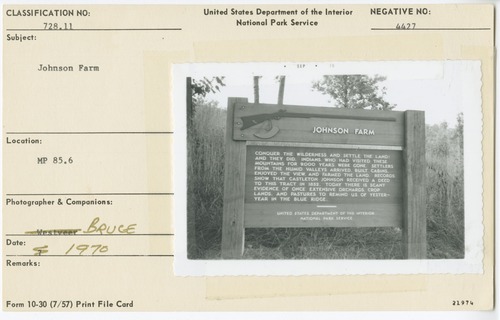 CLASSIFICATION NO:
728.11
United States Department of the Interior
National Park Service
NEGATIVE NO:
4427
Subject:
Johnson Farm
SEP
JOHNSON FARM
CONQUER THE WILDERNESS AND SETTLE THE LAND!
AND THEY DID. INDIANS WHO HAD VISITED THESE
MOUNTAINS FOR 8000 YEARS WERE GONE. SETTLERS
FROM THE HUMID VALLEYS ARRIVED, BUILT CABINS,
ENJOYED THE VIEW AND FARMED THE LAND. RECORDS
SHOW THAT CASTLETON JOHNSON RECEIVED A DEED
TO THIS TRACT IN 1852. TODAY THERE IS SCANT
EVIDENCE OF ONCE EXTENSIVE ORCHARDS, CROP
LANDS, AND PASTURES TO REMIND US OF YESTER-
YEAR IN THE BLUE RIDGE.
UNITED STATES DEPARTMENT OF THE INTERIOR
NATIONAL PARK SERVICE
Location:
MP 85.6
Photographer & Companions:
Westveer BRUCE
Date:
1970
Remarks:
Form 10-30 (7/57) Print File Card
21974